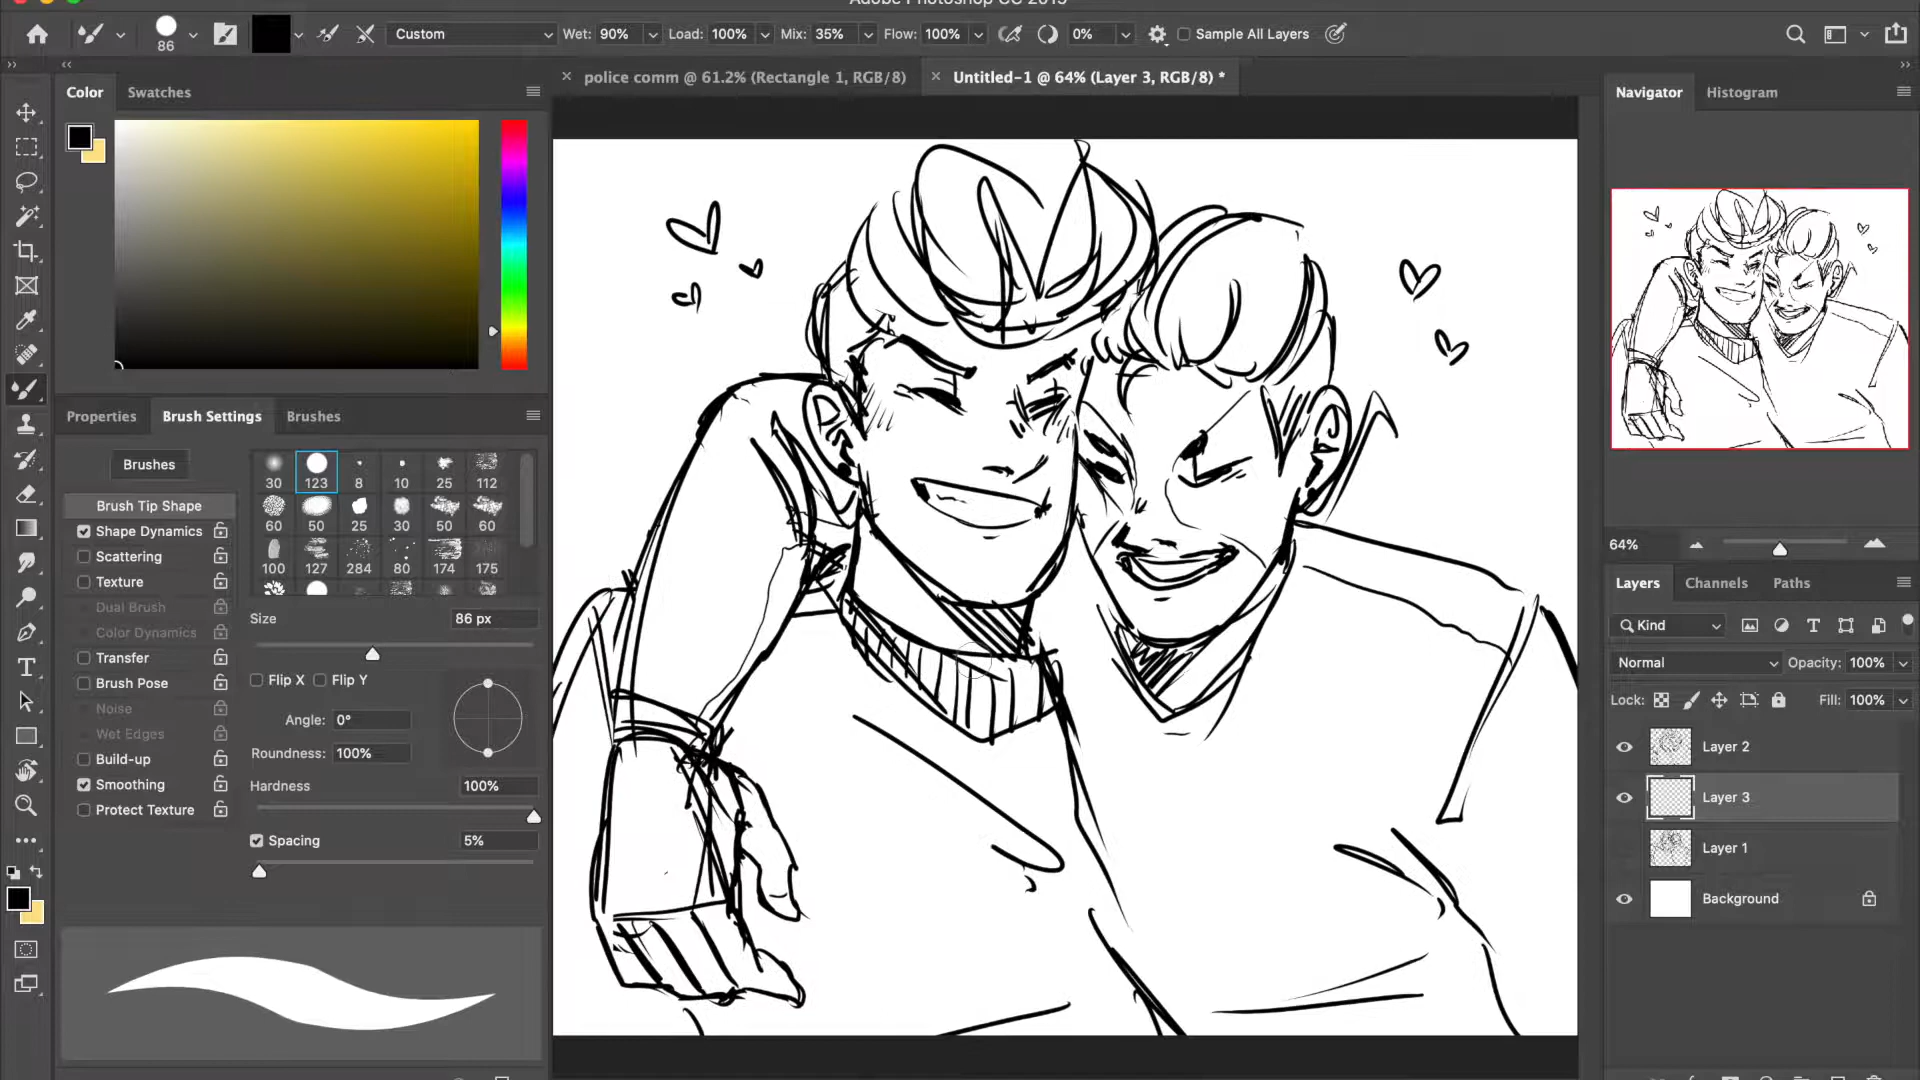 Adobe Photoshop CC 2019
86
Custom
Wet: 90%
Load: 100%
Mix: 35%
Flow: 100%
0%
Sample All Layers
Color
Swatches
police comm @ 61.2% (Rectangle 1, RGB/8)
Untitled-1 @ 64% (Layer 3, RGB/8) *
Navigator
Histogram
Properties
Brush Settings
Brushes
Brushes
30 123 8 10 25 112
60 50 25 30 50 60
100 127 284 80 174 175
Brush Tip Shape
Shape Dynamics
Scattering
Texture
Dual Brush
Color Dynamics
Transfer
Brush Pose
Noise
Wet Edges
Build-up
Smoothing
Protect Texture
Size
86 px
Flip X
Flip Y
Angle: 0°
Roundness: 100%
Hardness
100%
Spacing
5%
64%
Layers
Channels
Paths
Kind
Normal
Opacity: 100%
Lock:
Fill: 100%
Layer 2
Layer 3
Layer 1
Background